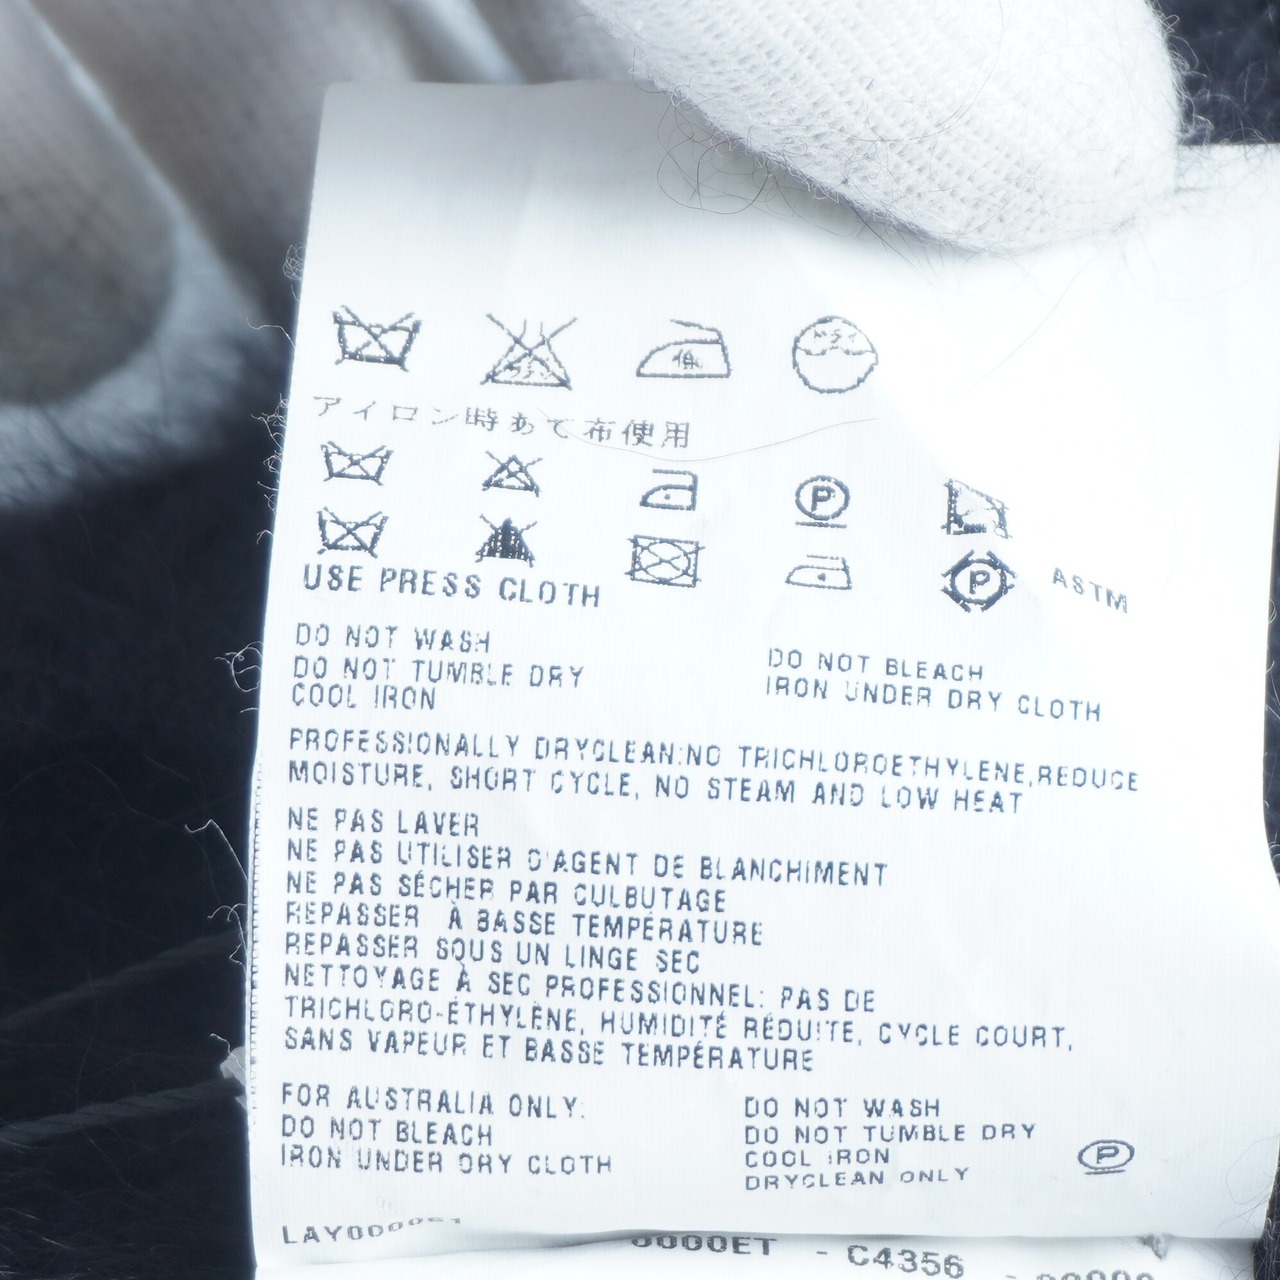 ドライ
低
アイロン時あて布使用
P
P
ASTM
USE PRESS CLOTH
DO NOT WASH
DO NOT BLEACH
DO NOT TUMBLE DRY
IRON UNDER DRY CLOTH
COOL IRON
PROFESSIONALLY DRYCLEAN:NO TRICHLOROETHYLENE,REDUCE
MOISTURE, SHORT CYCLE, NO STEAM AND LOW HEAT
NE PAS LAVER
NE PAS UTILISER D'AGENT DE BLANCHIMENT
NE PAS SÉCHER PAR CULBUTAGE
REPASSER À BASSE TEMPÉRATURE
REPASSER SOUS UN LINGE SEC
NETTOYAGE À SEC PROFESSIONNEL: PAS DE
TRICHLORO-ÉTHYLÈNE, HUMIDITÉ RÉDUITE, CYCLE COURT,
SANS VAPEUR ET BASSE TEMPÉRATURE
FOR AUSTRALIA ONLY:
DO NOT WASH
DO NOT BLEACH
DO NOT TUMBLE DRY
IRON UNDER DRY CLOTH
COOL IRON
DRYCLEAN ONLY
P
- C4356